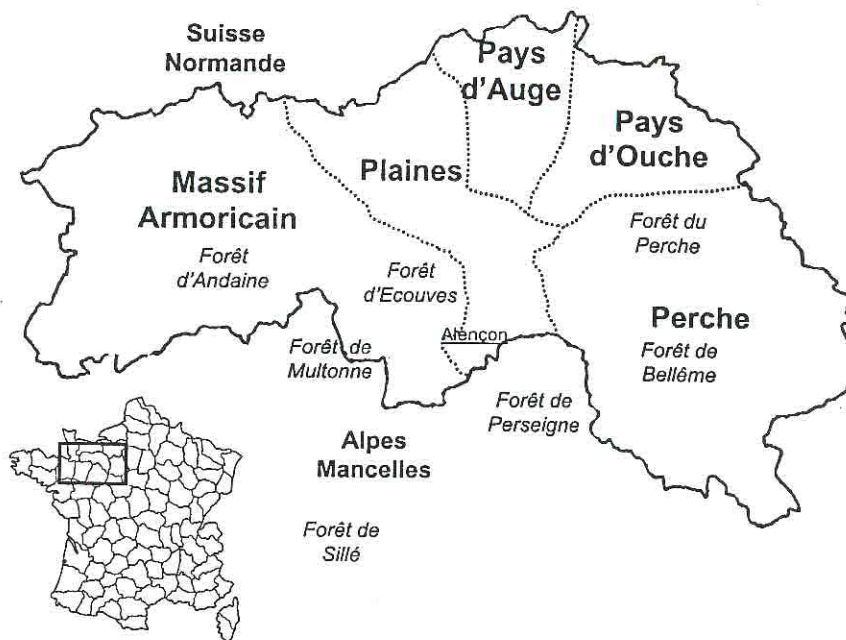 Suisse
Normande
Pays
d'Auge
Pays
d'Ouche
Plaines
Massif
Armoricain
Forêt
d'Andaine
Forêt
d'Ecouves
Forêt du
Perche
Perche
Forêt de
Bellême
Alençon
Forêt de
Multonne
Forêt de
Perseigne
Alpes
Mancelles
Forêt de
Sillé